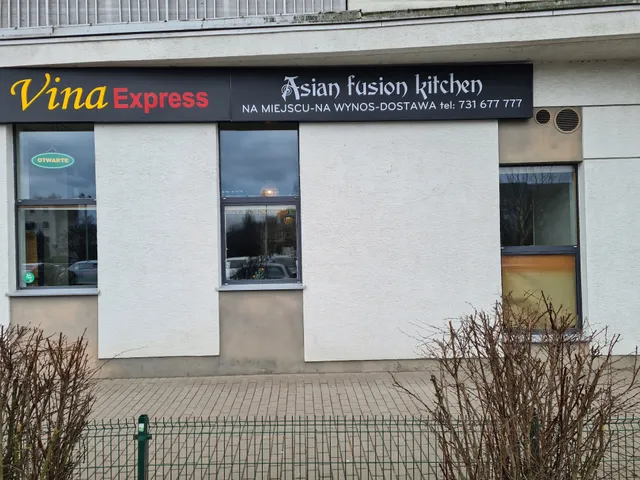 Vina Express
Asian fusion kitchen
NA MIEJSCU-NA WYNOS-DOSTAWA tel: 731 677 777
OTWARTE